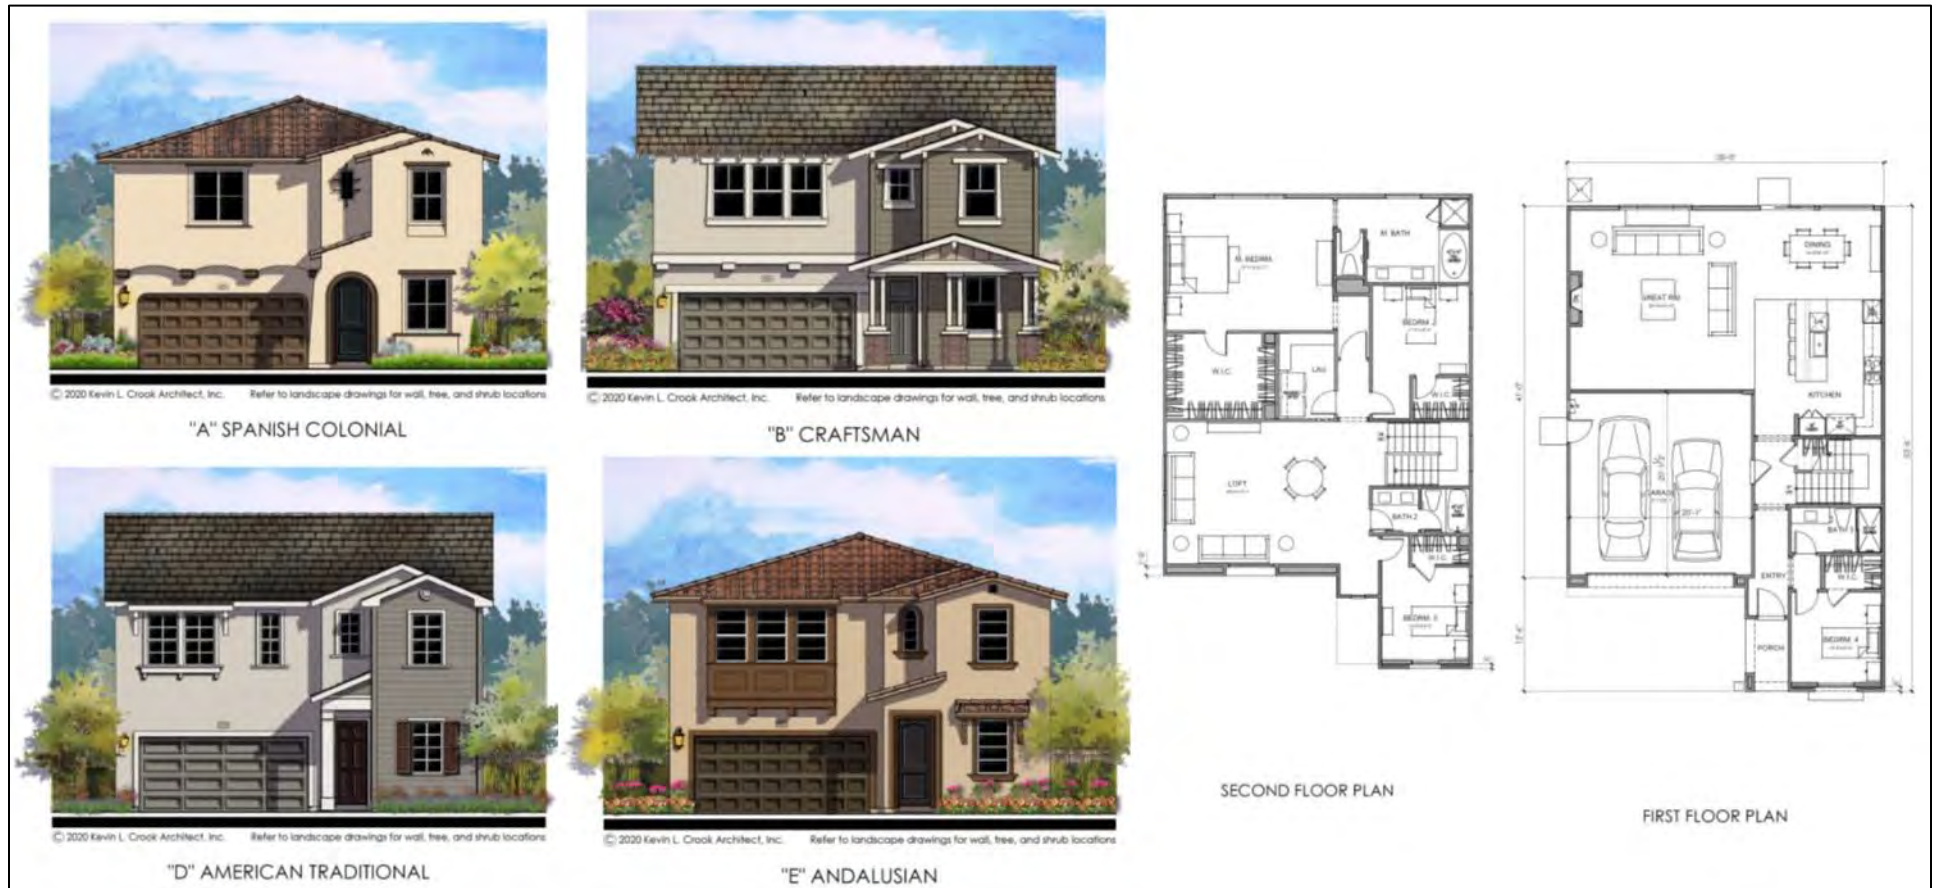 © 2020 Kevin L. Crook Architect, Inc. Refer to landscape drawings for wall, tree, and shrub locations
"A" SPANISH COLONIAL
© 2020 Kevin L. Crook Architect, Inc. Refer to landscape drawings for wall, tree, and shrub locations
"B" CRAFTSMAN
© 2020 Kevin L. Crook Architect, Inc. Refer to landscape drawings for wall, tree, and shrub locations
"D" AMERICAN TRADITIONAL
© 2020 Kevin L. Crook Architect, Inc. Refer to landscape drawings for wall, tree, and shrub locations
"E" ANDALUSIAN
M. BEDRM.
M. BATH
BEDRM.
W.I.C.
LAU.
W.I.C.
LOFT
BATH 2
W.I.C.
BEDRM. 3
SECOND FLOOR PLAN
DINING
GREAT RM.
KITCHEN
20'-1"
BATH 3
W.I.C.
ENTRY
BEDRM. 4
PORCH
FIRST FLOOR PLAN